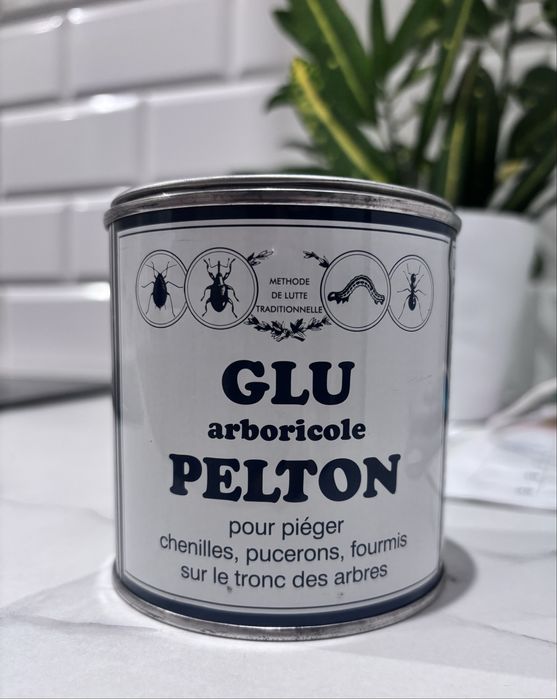 METHODE
DE LUTTE
TRADITIONNELLE
GLU
arboricole
PELTON
pour piéger
chenilles, pucerons, fourmis
sur le tronc des arbres